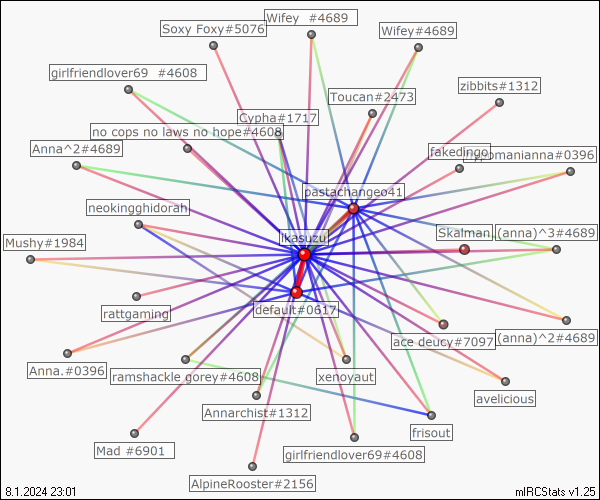 Soxy Foxy#5076
Wifey #4689
Wifey#4689
girlfriendlover69 #4608
Toucan#2473
zibbits#1312
Cypha#1717
no cops no laws no hope#4608
Anna^2#4689
fakedingo
romanianna#0396
pastachangeo41
neokingghidorah
Mushy#1984
ikasuzu
Skalman
(anna)^3#4689
rattgaming
default#0617
ace deucy#7097
(anna)^2#4689
Anna.#0396
ramshackle gorey#4608
xenoyaut
avelicious
Annarchist#1312
frisout
Mad #6901
girlfriendlover69#4608
AlpineRooster#2156
8.1.2024 23:01
mIRCStats v1.25